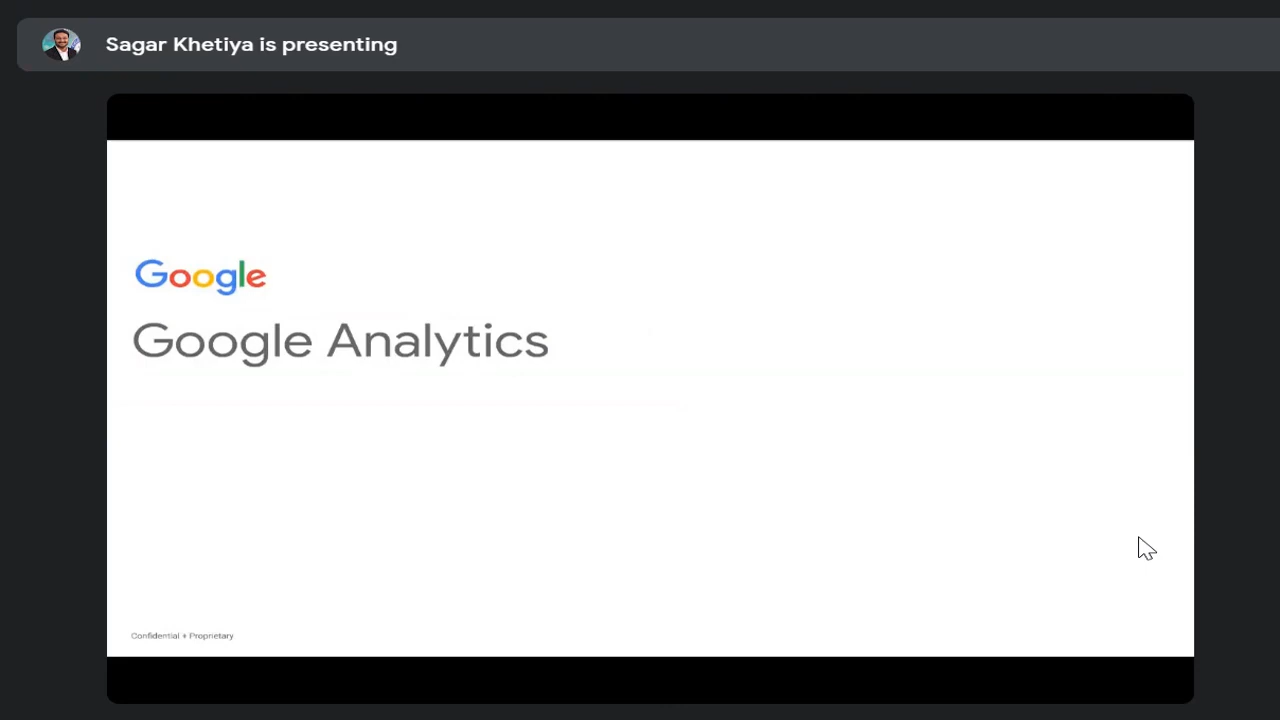 Sagar Khetiya is presenting
Google
Google Analytics
Confidential + Proprietary